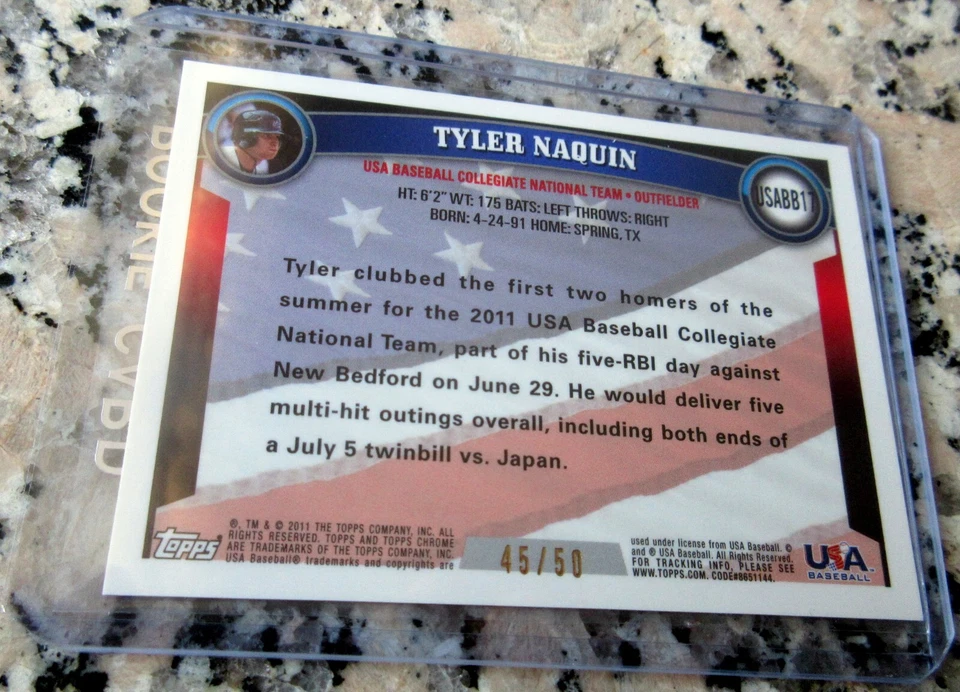 TYLER NAQUIN
USABB17
USA BASEBALL COLLEGIATE NATIONAL TEAM • OUTFIELDER
HT: 6'2" WT: 175 BATS: LEFT THROWS: RIGHT
BORN: 4-24-91 HOME: SPRING, TX
Tyler clubbed the first two homers of the
summer for the 2011 USA Baseball Collegiate
National Team, part of his five-RBI day against
New Bedford on June 29. He would deliver five
multi-hit outings overall, including both ends of
a July 5 twinbill vs. Japan.
topps
®, TM & © 2011 THE TOPPS COMPANY, INC. ALL
RIGHTS RESERVED. TOPPS AND TOPPS CHROME
ARE TRADEMARKS OF THE TOPPS COMPANY, INC.
USA Baseball® trademarks and copyrights are
45/50
used under license from USA Baseball. ©
and ® USA Baseball. All Rights Reserved.
FOR TRACKING INFO, PLEASE SEE
WWW.TOPPS.COM. CODE#8651144.
USA
BASEBALL
ROOKIE CARD